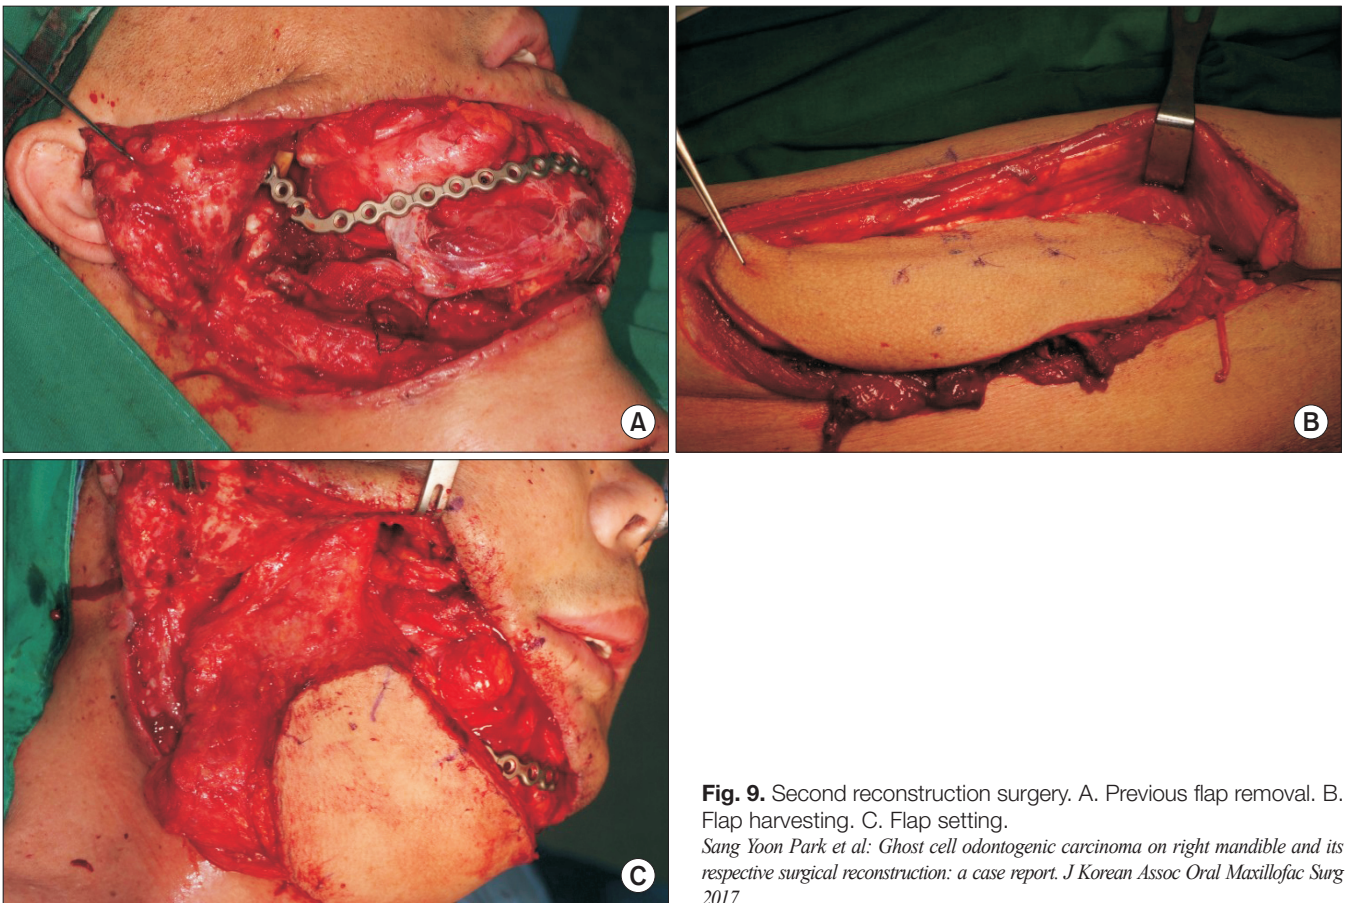 A
B
C
Fig. 9. Second reconstruction surgery. A. Previous flap removal. B.
Flap harvesting. C. Flap setting.
Sang Yoon Park et al: Ghost cell odontogenic carcinoma on right mandible and its
respective surgical reconstruction: a case report. J Korean Assoc Oral Maxillofac Surg
2017